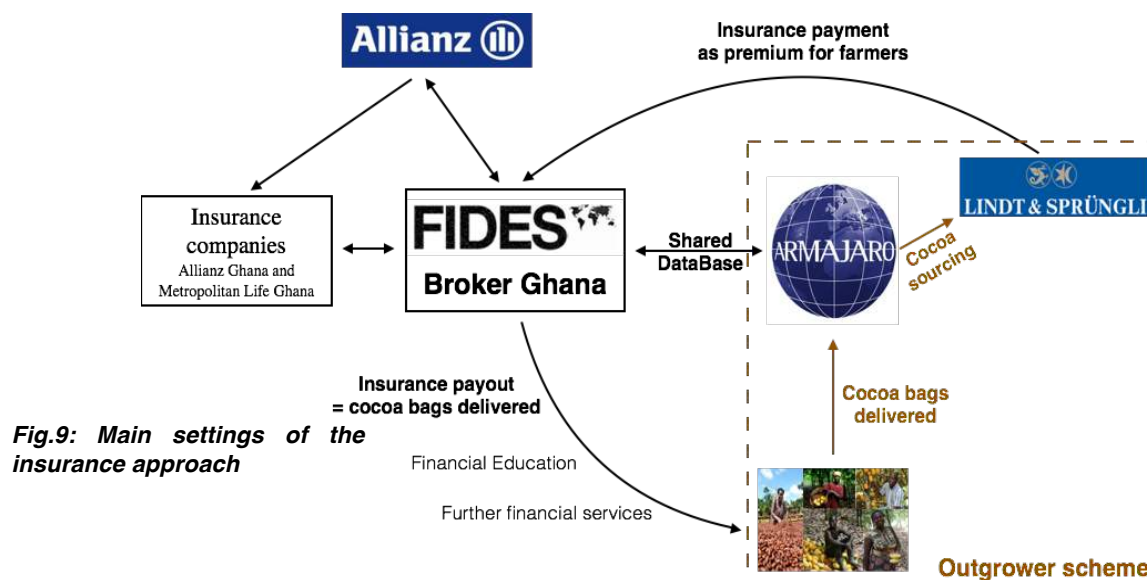 Allianz
Insurance payment
as premium for farmers
Insurance
companies
Allianz Ghana and
Metropolitan Life Ghana
FIDES
Broker Ghana
Shared
DataBase
ARMAJARO
Cocoa
sourcing
LINDT & SPRÜNGLI
Insurance payout
= cocoa bags delivered
Cocoa bags
delivered
Fig.9: Main settings of the
insurance approach
Financial Education
Further financial services
Outgrower scheme